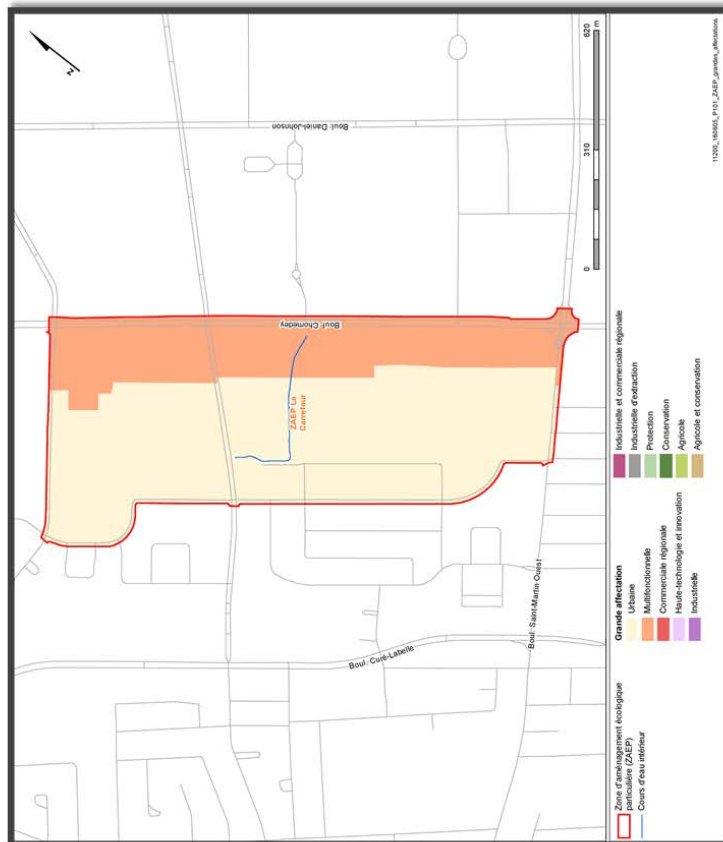 N
Boul. Daniel-Johnson
Boul. Chomedey
ZAEP Le
Carrefour
Boul. Curé-Labelle
Boul. Saint-Martin Ouest
0 310 620
m
Zone d'aménagement écologique
particulière (ZAEP)
Cours d'eau intérieur
Grande affectation
Urbaine
Multifonctionnelle
Commerciale régionale
Haute-technologie et innovation
Industrielle
Industrielle et commerciale régionale
Industrielle d'extraction
Protection
Conservation
Agricole
Agricole et conservation
11200_160605_P101_ZAEP_grandes_affectations